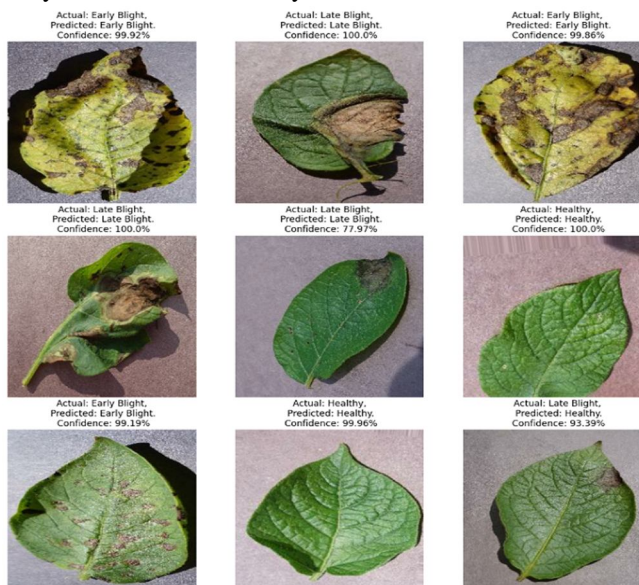 Actual: Early Blight,
Predicted: Early Blight.
Confidence: 99.92%
Actual: Late Blight,
Predicted: Late Blight.
Confidence: 100.0%
Actual: Early Blight,
Predicted: Early Blight.
Confidence: 99.86%
Actual: Late Blight,
Predicted: Late Blight.
Confidence: 100.0%
Actual: Late Blight,
Predicted: Late Blight.
Confidence: 77.97%
Actual: Healthy,
Predicted: Healthy.
Confidence: 100.0%
Actual: Early Blight,
Predicted: Early Blight.
Confidence: 99.19%
Actual: Healthy,
Predicted: Healthy.
Confidence: 99.96%
Actual: Late Blight,
Predicted: Healthy.
Confidence: 93.39%